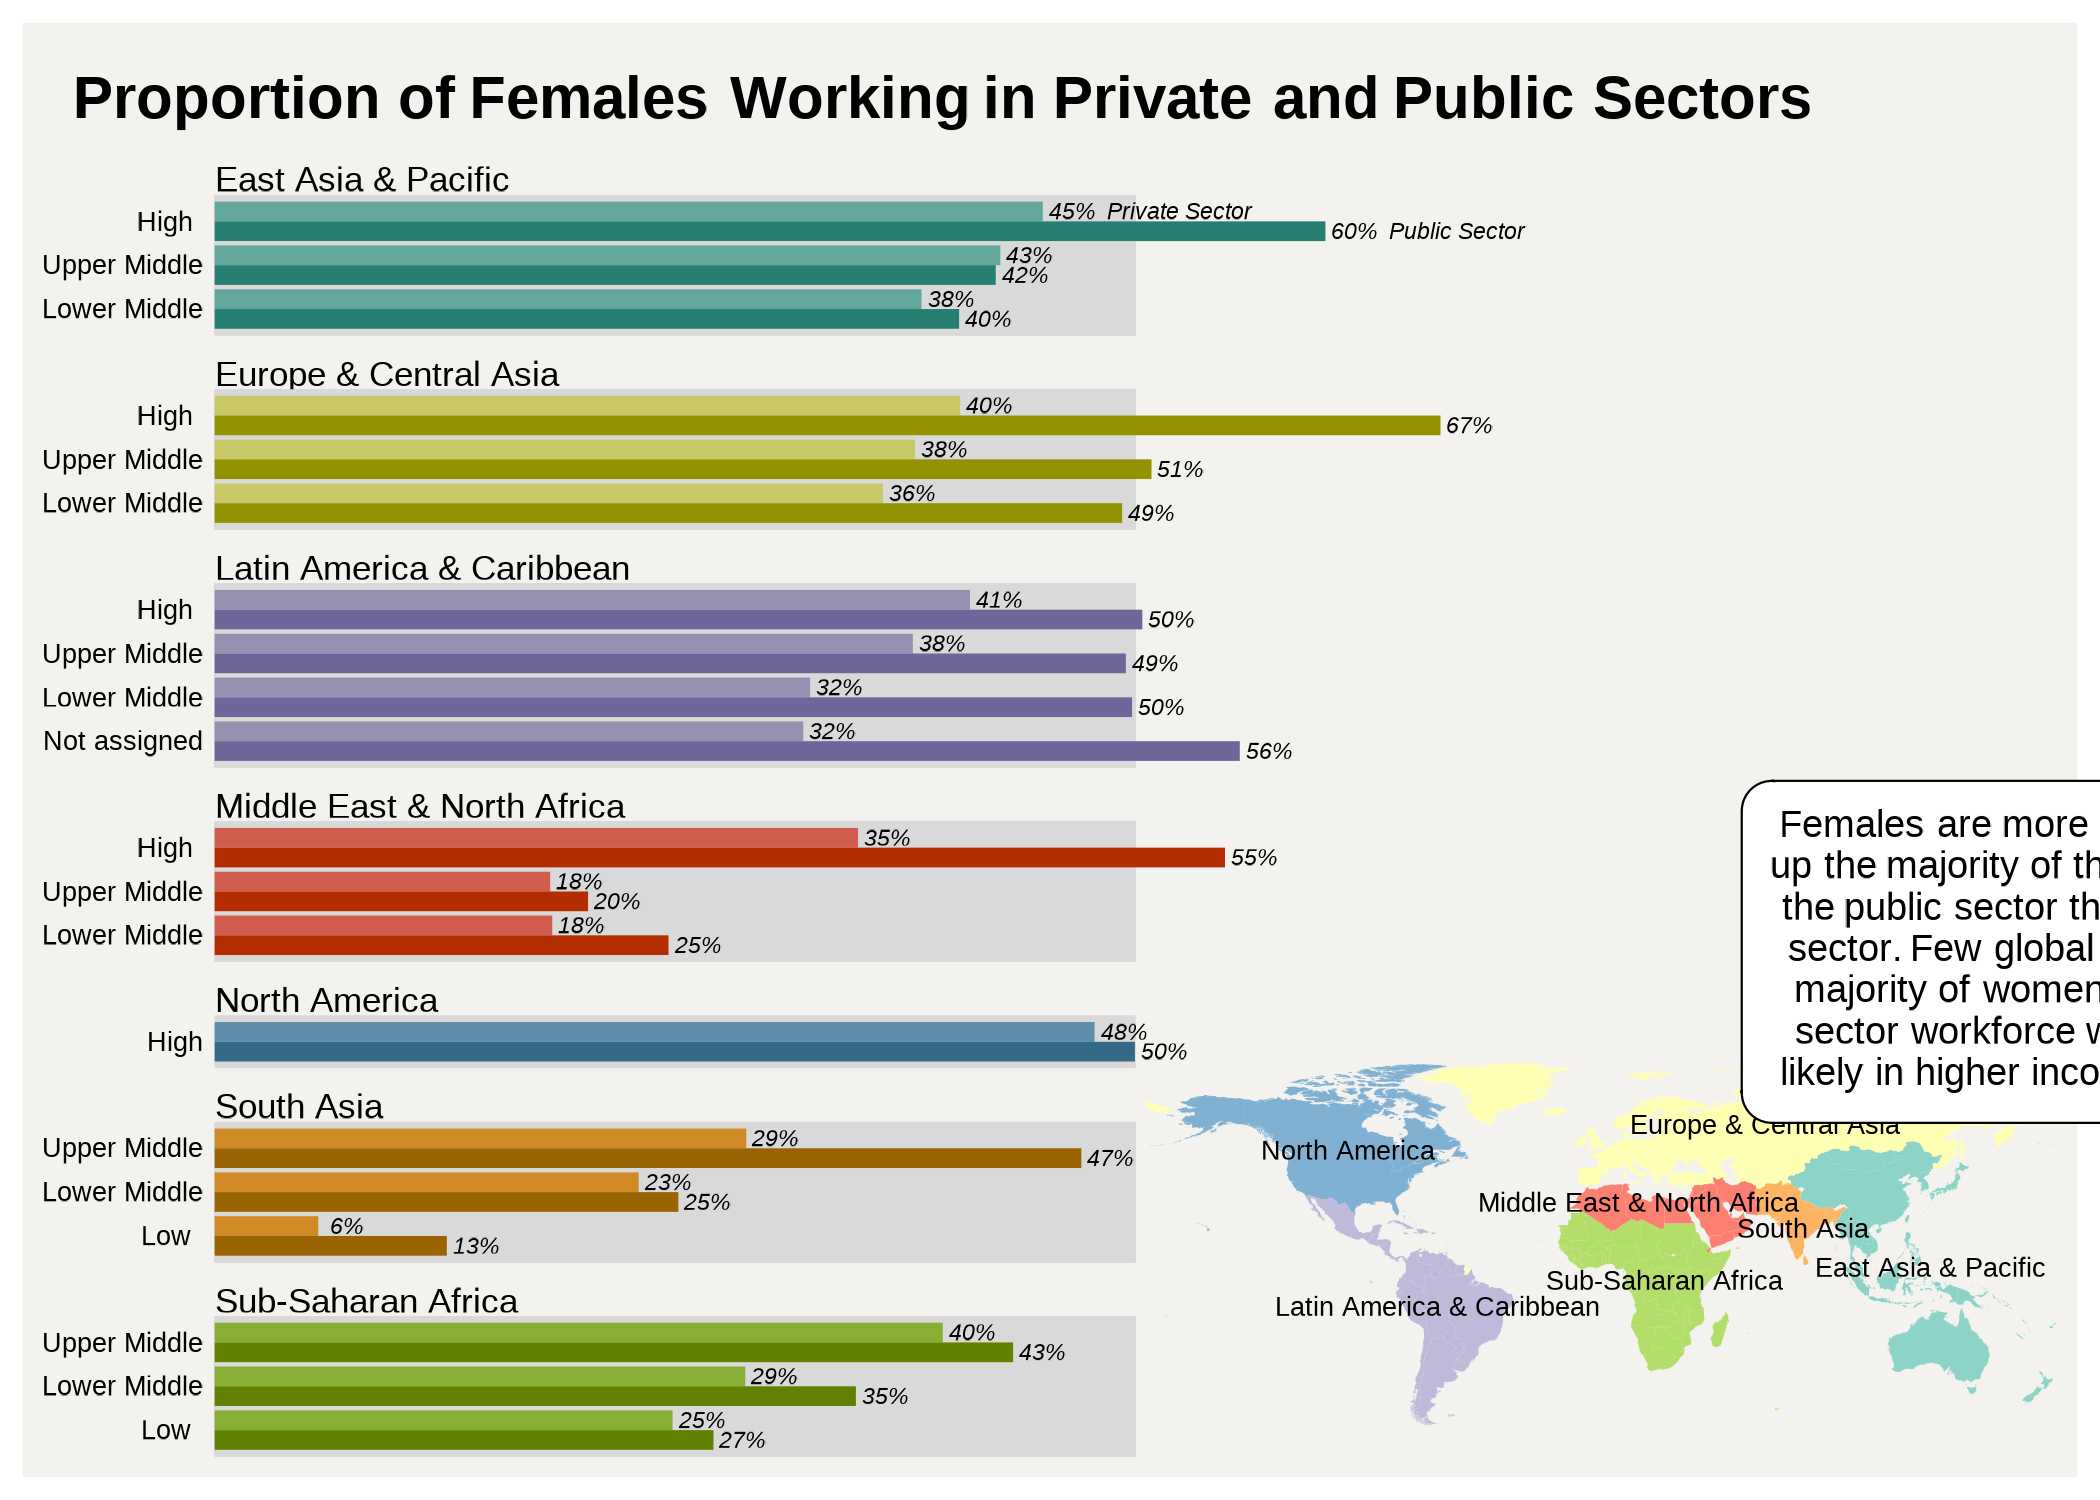 Proportion of Females Working in Private and Public Sectors
East Asia & Pacific
High 45% Private Sector
60% Public Sector
Upper Middle 43%
42%
Lower Middle 38%
40%
Europe & Central Asia
High 40%
67%
Upper Middle 38%
51%
Lower Middle 36%
49%
Latin America & Caribbean
High 41%
50%
Upper Middle 38%
49%
Lower Middle 32%
50%
Not assigned 32%
56%
Middle East & North Africa
High 35%
55%
Upper Middle 18%
20%
Lower Middle 18%
25%
North America
High 48%
50%
South Asia
Upper Middle 29%
47%
Lower Middle 23%
25%
Low 6%
13%
Sub-Saharan Africa
Upper Middle 40%
43%
Lower Middle 29%
35%
Low 25%
27%
Females are more
up the majority of th
the public sector th
sector. Few global
majority of women
sector workforce w
likely in higher inco
Europe & Central Asia
North America
Middle East & North Africa
South Asia
East Asia & Pacific
Sub-Saharan Africa
Latin America & Caribbean